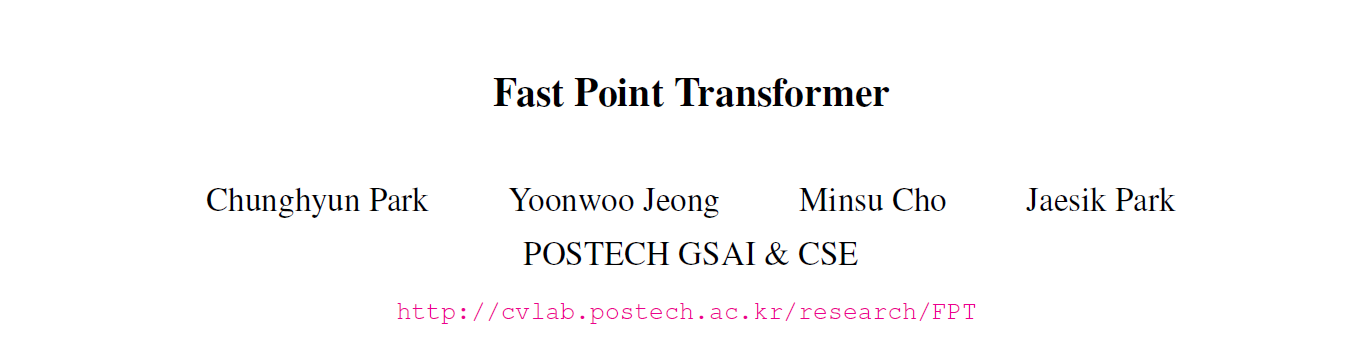 Fast Point Transformer
Chunghyun Park Yoonwoo Jeong Minsu Cho Jaesik Park
POSTECH GSAI & CSE
http://cvlab.postech.ac.kr/research/FPT